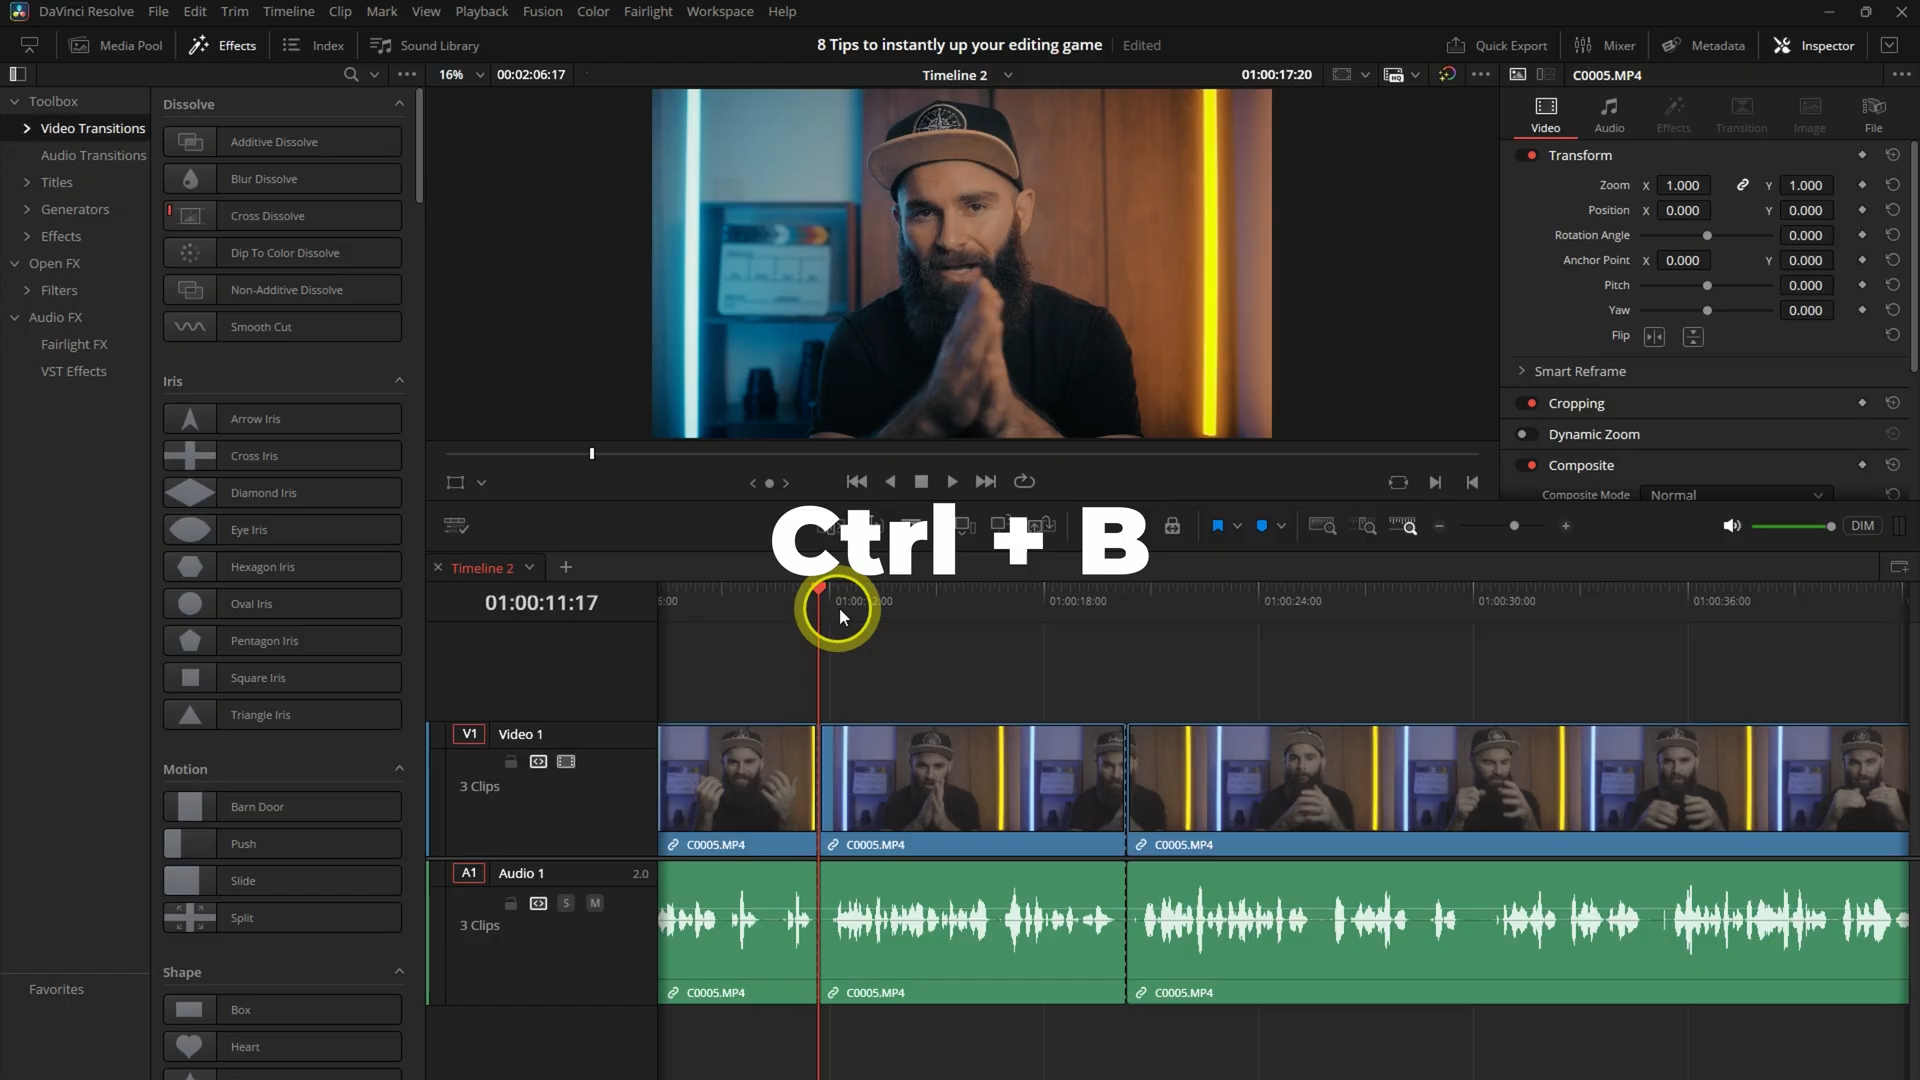 DaVinci Resolve File Edit Trim Timeline Clip Mark View Playback Fusion Color Fairlight Workspace Help
Media Pool Effects Index Sound Library 8 Tips to instantly up your editing game Edited Quick Export Mixer Metadata Inspector
16% 00:02:06:17 Timeline 2 01:00:17:20 C0005.MP4
Toolbox
Video Transitions
Audio Transitions
Titles
Generators
Effects
Open FX
Filters
Audio FX
Fairlight FX
VST Effects
Favorites
Dissolve
Additive Dissolve
Blur Dissolve
Cross Dissolve
Dip To Color Dissolve
Non-Additive Dissolve
Smooth Cut
Iris
Arrow Iris
Cross Iris
Diamond Iris
Eye Iris
Hexagon Iris
Oval Iris
Pentagon Iris
Square Iris
Triangle Iris
Motion
Barn Door
Push
Slide
Split
Shape
Box
Heart
Video Audio Effects Transition Image File
Transform
Zoom X 1.000 Y 1.000
Position X 0.000 Y 0.000
Rotation Angle 0.000
Anchor Point X 0.000 Y 0.000
Pitch 0.000
Yaw 0.000
Flip
Smart Reframe
Cropping
Dynamic Zoom
Composite
Composite Mode Normal
Ctrl + B
DIM
Timeline 2
01:00:11:17
6:00 01:00:18:00 01:00:24:00 01:00:30:00 01:00:36:00
V1 Video 1
3 Clips
C0005.MP4 C0005.MP4 C0005.MP4
A1 Audio 1 2.0
S M
3 Clips
C0005.MP4 C0005.MP4 C0005.MP4